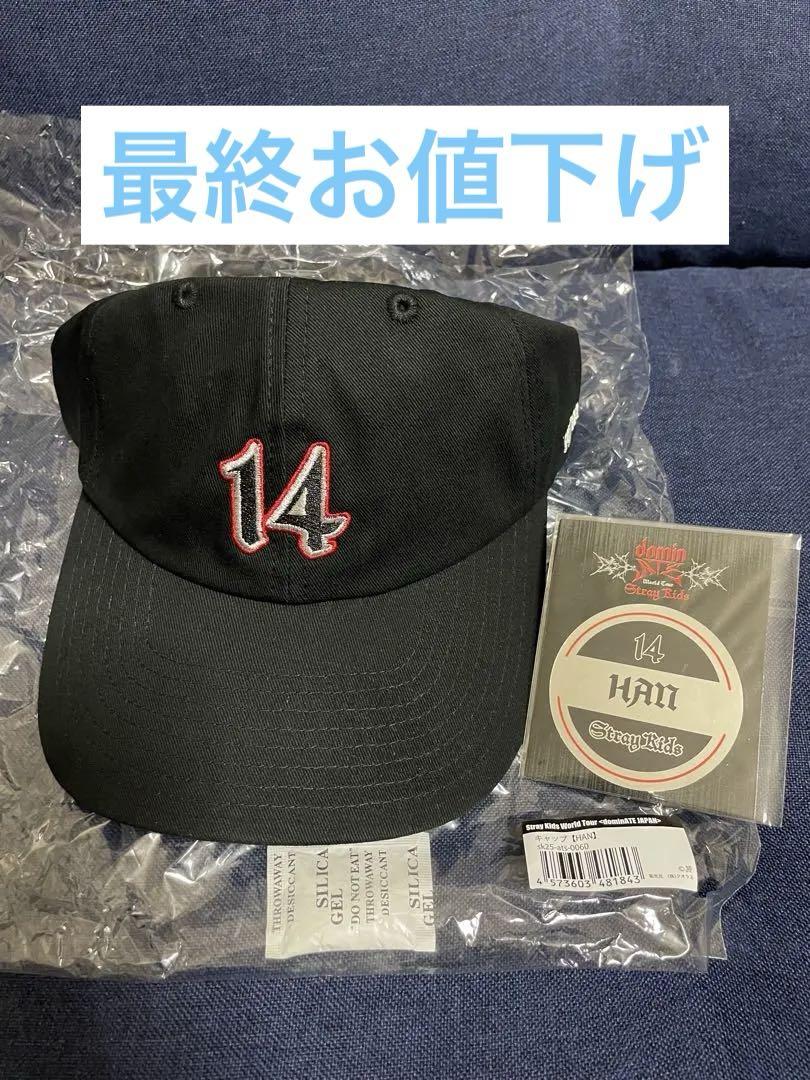 最終お値下げ
14
domin
ATE
World Tour
Stray Kids
14
HAN
Stray Kids
Stray Kids World Tour <dominATE JAPAN>
キャップ【HAN】
sk25-ats-0060
4 573603 481843
THROWAWAY
DESICCANT
SILICA
GEL
"DO NOT EAT"
THROWAWAY
DESICCANT
SILICA
GEL